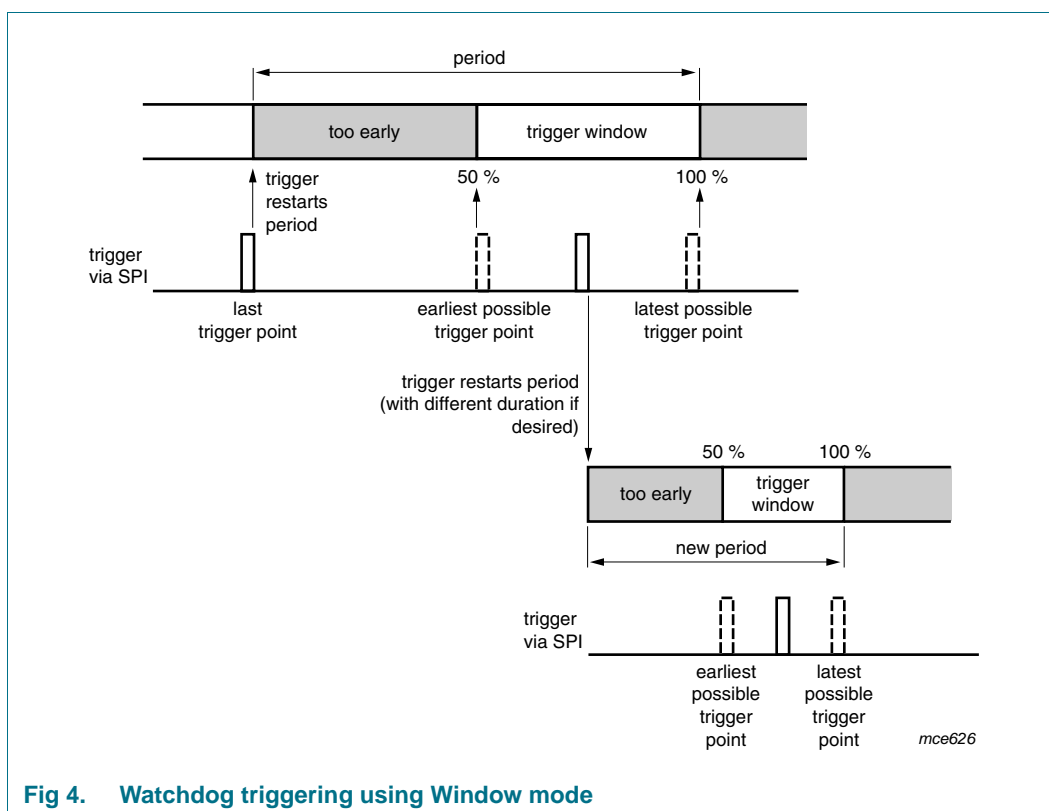 period
too early
trigger window
trigger
restarts
period
50 %
100 %
trigger
via SPI
last
trigger point
earliest possible
trigger point
latest possible
trigger point
trigger restarts period
(with different duration if
desired)
50 %
100 %
too early
trigger
window
new period
trigger
via SPI
earliest
possible
trigger
point
latest
possible
trigger
point
mce626
Fig 4. Watchdog triggering using Window mode